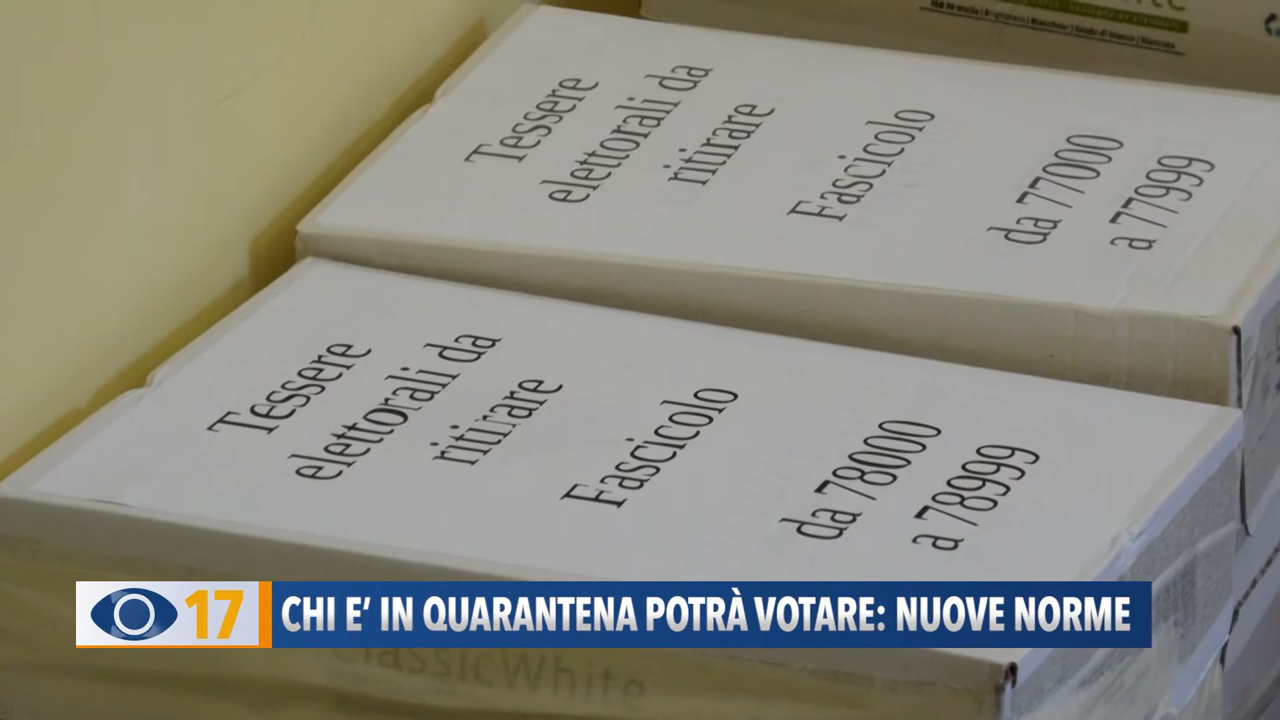 Tessere
elettorali da
ritirare
Fascicolo
da 77000
a 77999
Tessere
elettorali da
ritirare
Fascicolo
da 78000
a 78999
17
CHI E’ IN QUARANTENA POTRÀ VOTARE: NUOVE NORME
ClassicWhite